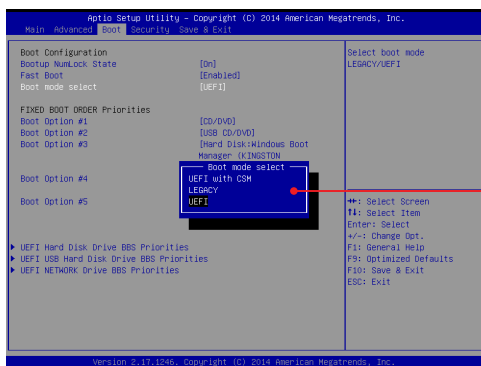 Aptio Setup Utility – Copyright (C) 2014 American Megatrends, Inc.
Main Advanced Boot Security Save & Exit
Boot Configuration
Bootup NumLock State [On]
Fast Boot [Enabled]
Boot mode select [UEFI]
FIXED BOOT ORDER Priorities
Boot Option #1 [CD/DVD]
Boot Option #2 [USB CD/DVD]
Boot Option #3 [Hard Disk:Windows Boot
Manager (KINGSTON
Boot Option #4
Boot Option #5
Boot mode select
UEFI with CSM
LEGACY
UEFI
UEFI Hard Disk Drive BBS Priorities
UEFI USB Hard Disk Drive BBS Priorities
UEFI NETWORK Drive BBS Priorities
Select boot mode
LEGACY/UEFI
→←: Select Screen
↑↓: Select Item
Enter: Select
+/-: Change Opt.
F1: General Help
F9: Optimized Defaults
F10: Save & Exit
ESC: Exit
Version 2.17.1246. Copyright (C) 2014 American Megatrends, Inc.